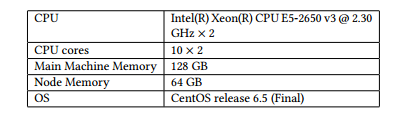 CPU Intel(R) Xeon(R) CPU E5-2650 v3 @ 2.30
GHz × 2
CPU cores 10 × 2
Main Machine Memory 128 GB
Node Memory 64 GB
OS CentOS release 6.5 (Final)